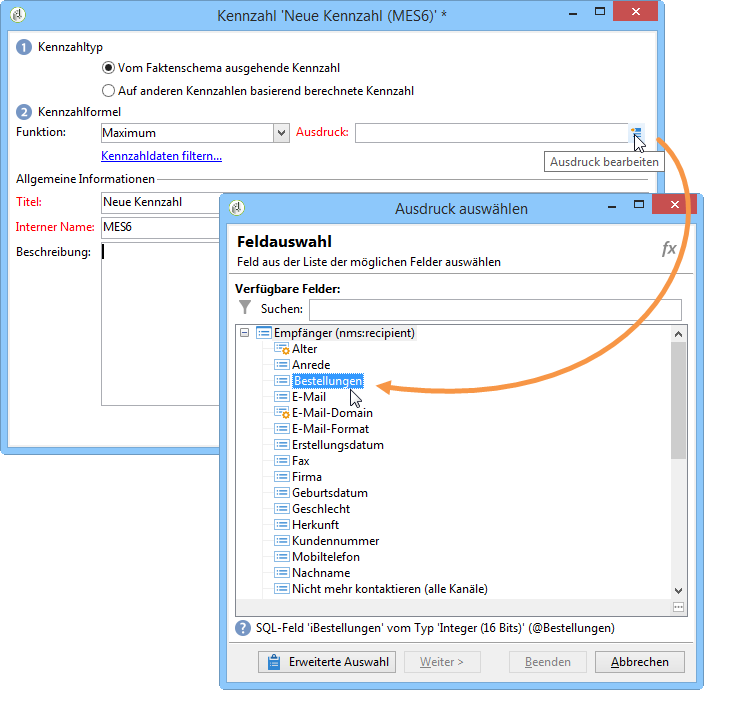 Kennzahl 'Neue Kennzahl (MES6)' *
1 Kennzahltyp
Vom Faktenschema ausgehende Kennzahl
Auf anderen Kennzahlen basierend berechnete Kennzahl
2 Kennzahlformel
Funktion: Maximum Ausdruck:
Kennzahldaten filtern...
Ausdruck bearbeiten
Allgemeine Informationen
Titel: Neue Kennzahl
Interner Name: MES6
Beschreibung:
Ausdruck auswählen
Feldauswahl
fx
Feld aus der Liste der möglichen Felder auswählen
Verfügbare Felder:
Suchen:
Empfänger (nms:recipient)
Alter
Anrede
Bestellungen
E-Mail
E-Mail-Domain
E-Mail-Format
Erstellungsdatum
Fax
Firma
Geburtsdatum
Geschlecht
Herkunft
Kundennummer
Mobiltelefon
Nachname
Nicht mehr kontaktieren (alle Kanäle)
? SQL-Feld 'iBestellungen' vom Typ 'Integer (16 Bits)' (@Bestellungen)
Erweiterte Auswahl Weiter > Beenden Abbrechen